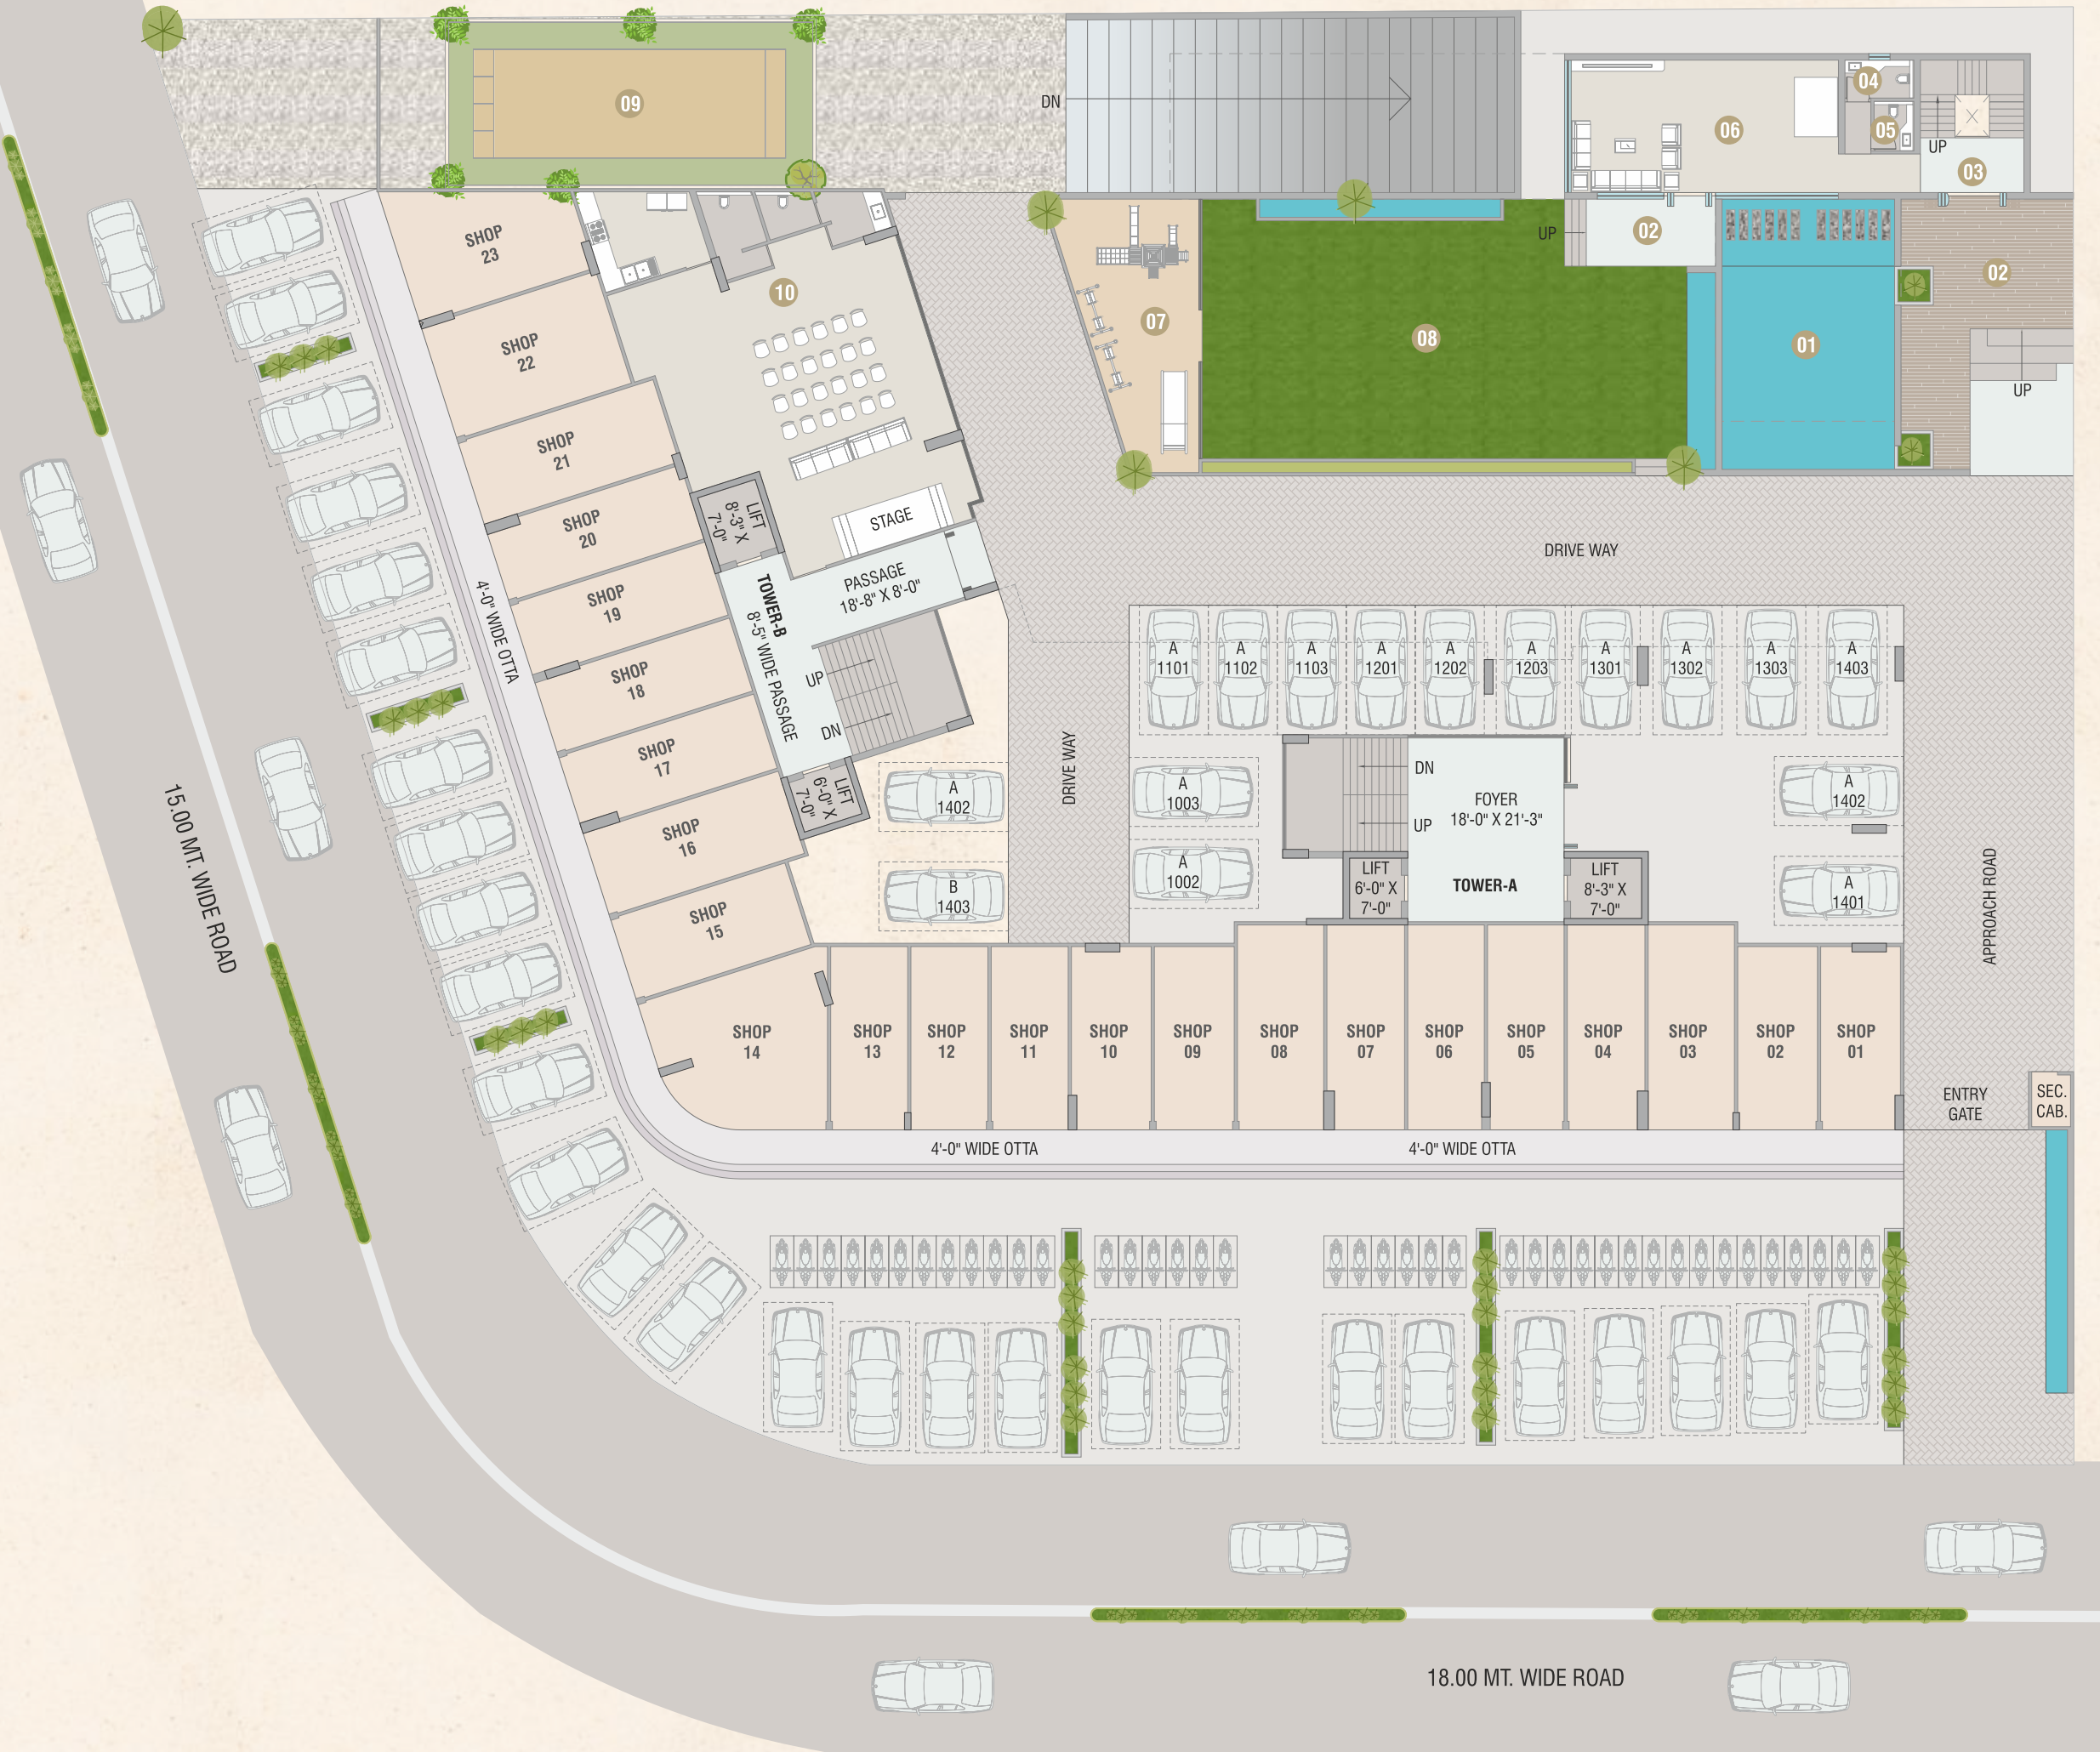 09
DN
04
05
06
UP
03
SHOP
23
02
UP
02
10
07
08
01
SHOP
22
UP
SHOP
21
LIFT
8'-3" X
7'-0"
STAGE
SHOP
20
DRIVE WAY
PASSAGE
18'-8" X 8'-0"
SHOP
19
4'-0" WIDE OTTA
TOWER-B
8'-5" WIDE PASSAGE
A
1101
A
1102
A
1103
A
1201
A
1202
A
1203
A
1301
A
1302
A
1303
A
1403
SHOP
18
UP
DN
SHOP
17
LIFT
6'-0" X
7'-0"
A
1402
DRIVE WAY
A
1003
DN
UP
FOYER
18'-0" X 21'-3"
A
1402
SHOP
16
15.00 MT. WIDE ROAD
B
1403
A
1002
LIFT
6'-0" X
7'-0"
TOWER-A
LIFT
8'-3" X
7'-0"
A
1401
APPROACH ROAD
SHOP
15
SHOP
14
SHOP
13
SHOP
12
SHOP
11
SHOP
10
SHOP
09
SHOP
08
SHOP
07
SHOP
06
SHOP
05
SHOP
04
SHOP
03
SHOP
02
SHOP
01
ENTRY
GATE
SEC.
CAB.
4'-0" WIDE OTTA
4'-0" WIDE OTTA
18.00 MT. WIDE ROAD